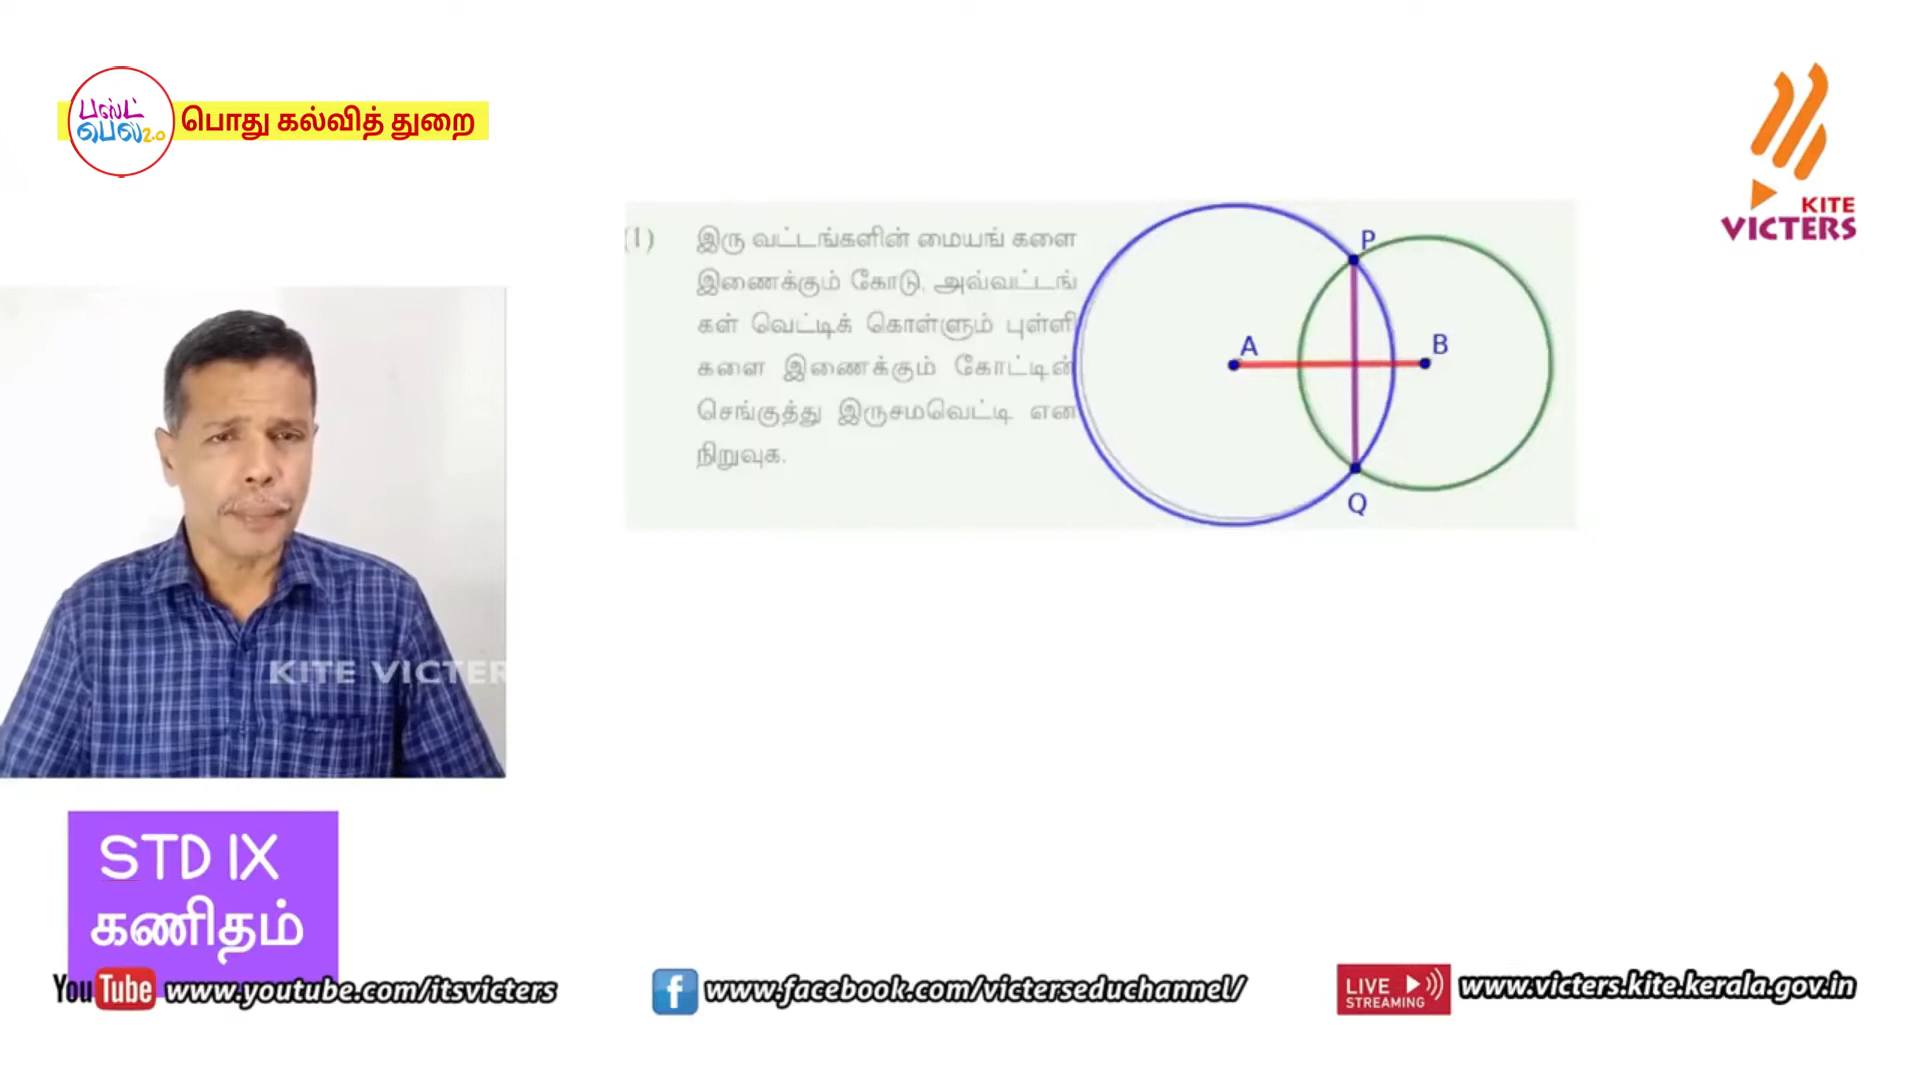 பஸ்ட்
பெல் 2.0
பொது கல்வித் துறை
KITE
VICTERS
(1) இரு வட்டங்களின் மையங் களை
இணைக்கும் கோடு, அவ்வட்டங்
கள் வெட்டிக் கொள்ளும் புள்ளி
களை இணைக்கும் கோட்டின்
செங்குத்து இருசமவெட்டி என
நிறுவுக.
P
A
B
Q
KITE VICTER
STD IX
கணிதம்
YouTube www.youtube.com/itsvicters
f www.facebook.com/victerseduchannel/
LIVE STREAMING www.victers.kite.kerala.gov.in